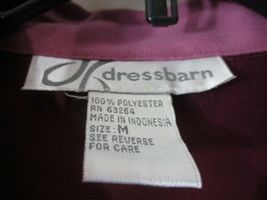 dressbarn
100% POLYESTER
RN 63264
MADE IN INDONESIA
SIZE: M
SEE REVERSE
FOR CARE